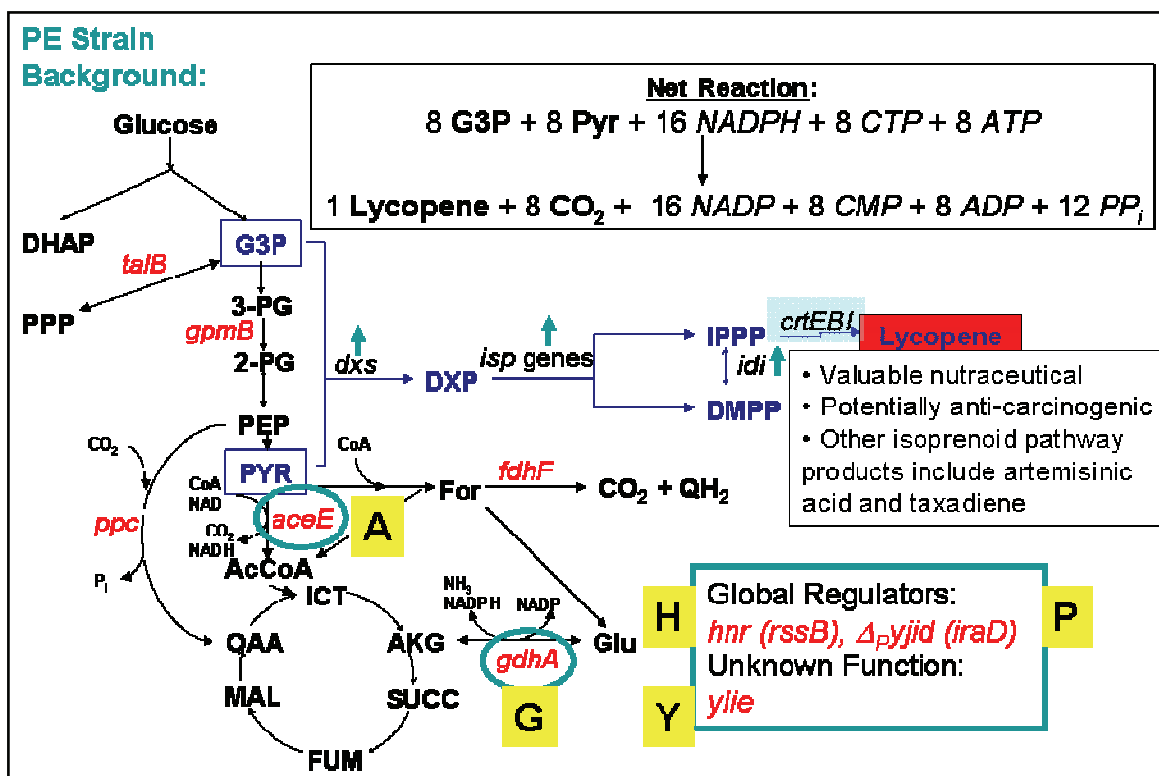 PE Strain
Background:
Net Reaction:
8 G3P + 8 Pyr + 16 NADPH + 8 CTP + 8 ATP
1 Lycopene + 8 CO2 + 16 NADP + 8 CMP + 8 ADP + 12 PPi
Glucose
DHAP
G3P
talB
PPP
3-PG
gpmB
2-PG
PEP
PYR
dxs
DXP
isp genes
IPPP
idi
DMPP
crtEBI
Lycopene
• Valuable nutraceutical
• Potentially anti-carcinogenic
• Other isoprenoid pathway
products include artemisinic
acid and taxadiene
CO2
ppc
Pi
CoA
NAD
CO2
NADH
aceE
A
CoA
For
fdhF
CO2 + QH2
AcCoA
ICT
OAA
AKG
MAL
SUCC
FUM
NH3
NADPH
NADP
gdhA
Glu
G
H
P
Y
Global Regulators:
hnr (rssB), ΔPyjid (iraD)
Unknown Function:
ylie